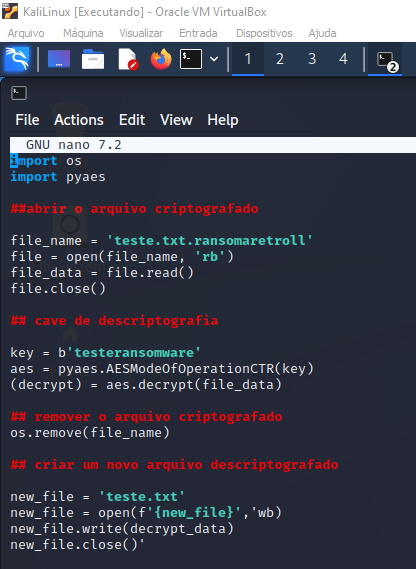 KaliLinux [Executando] - Oracle VM VirtualBox
Arquivo Máquina Visualizar Entrada Dispositivos Ajuda
1 2 3 4 2
File Actions Edit View Help
GNU nano 7.2
import os
import pyaes
##abrir o arquivo criptografado
file_name = 'teste.txt.ransomaretroll'
file = open(file_name, 'rb')
file_data = file.read()
file.close()
## cave de descriptografia
key = b'testeransomware'
aes = pyaes.AESModeOfOperationCTR(key)
(decrypt) = aes.decrypt(file_data)
## remover o arquivo criptografado
os.remove(file_name)
## criar um novo arquivo descriptografado
new_file = 'teste.txt'
new_file = open(f'{new_file}','wb)
new_file.write(decrypt_data)
new_file.close()'